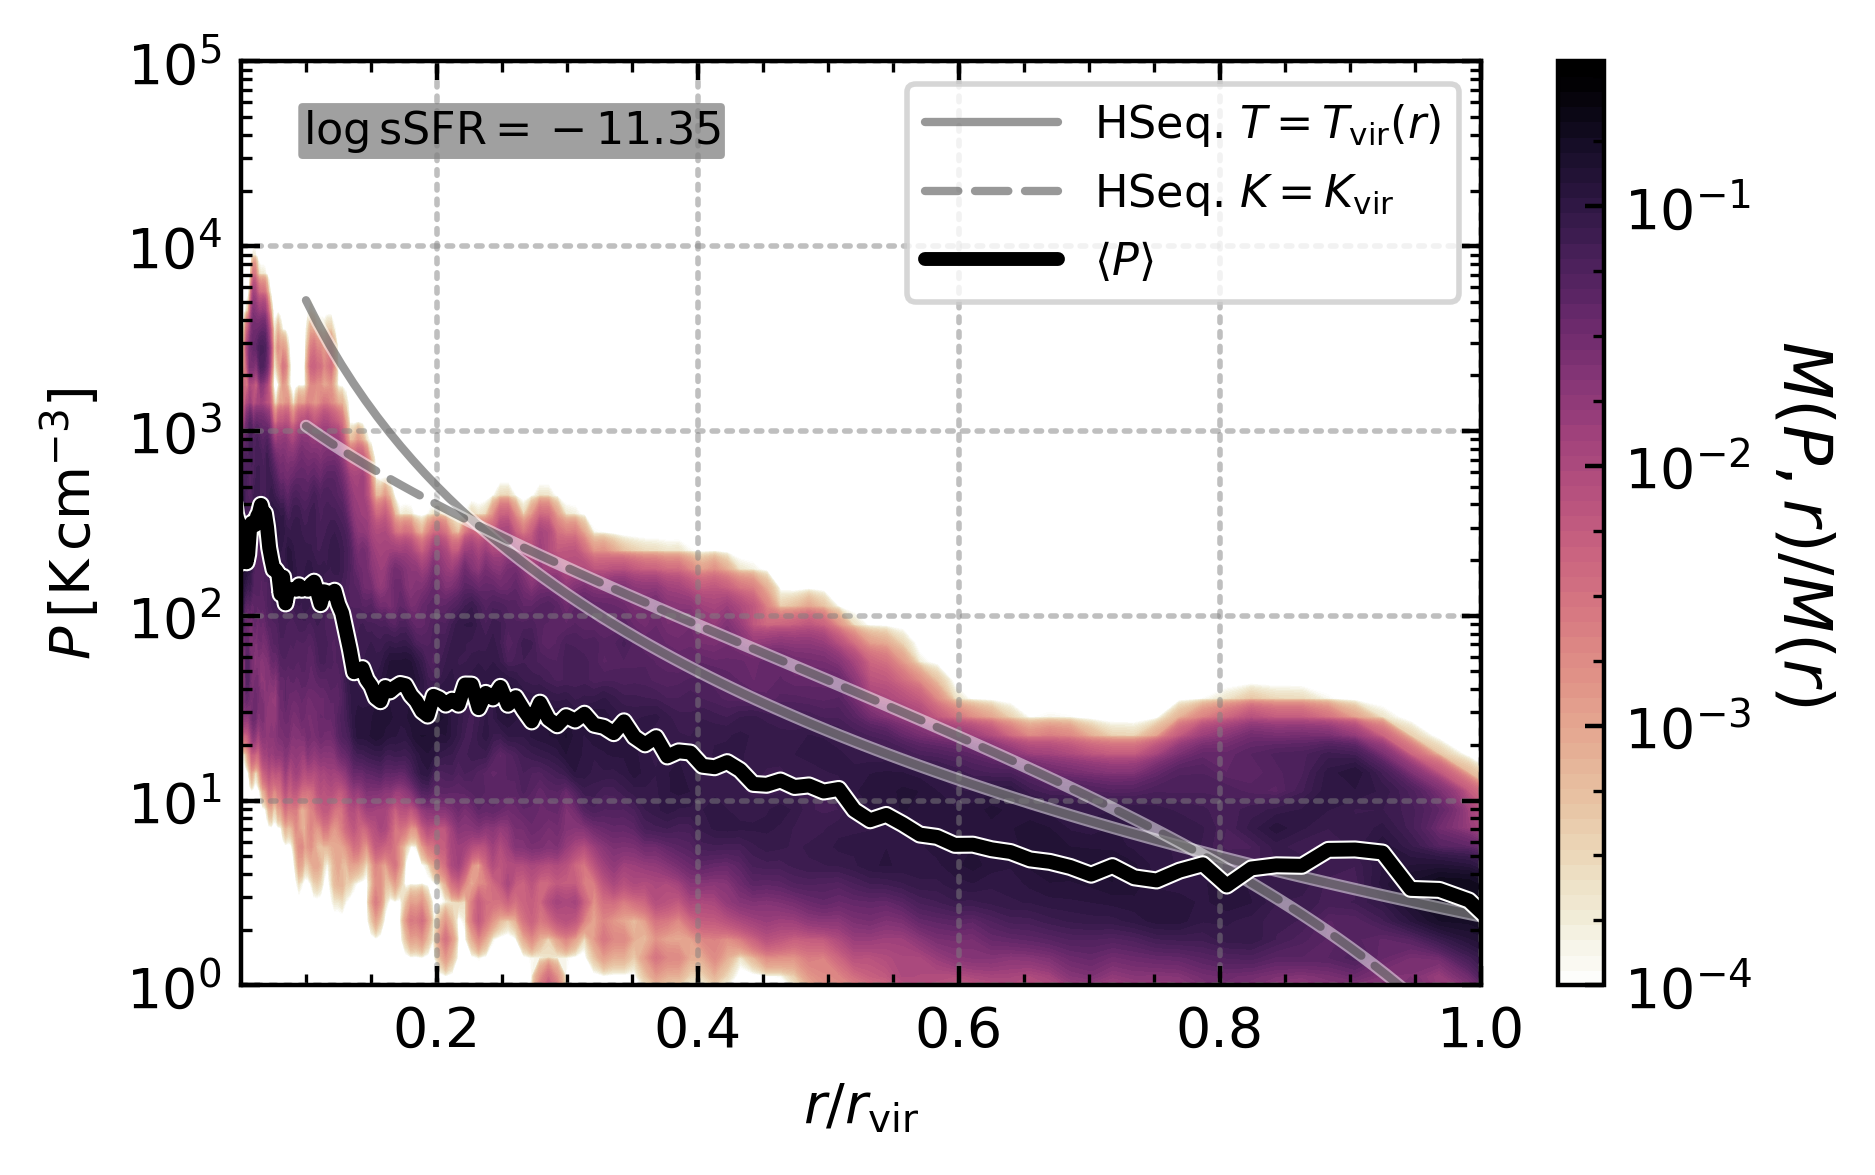 log sSFR = −11.35
HSeq. T = T_vir(r)
HSeq. K = K_vir
⟨P⟩
10^5
10^4
10^3
10^2
10^1
10^0
P [K cm^−3]
0.2 0.4 0.6 0.8 1.0
r/r_vir
10^−1
10^−2
10^−3
10^−4
M(P, r)/M(r)